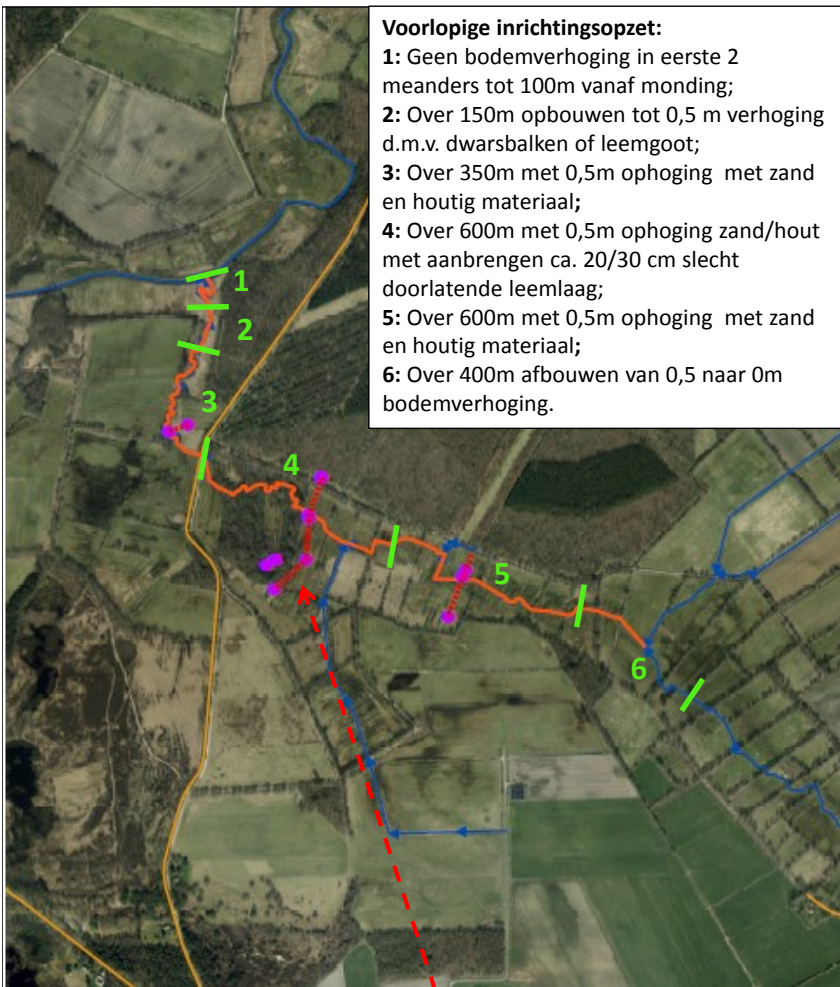 Voorlopige inrichtingsopzet:
1: Geen bodemverhoging in eerste 2
meanders tot 100m vanaf monding;
2: Over 150m opbouwen tot 0,5 m verhoging
d.m.v. dwarsbalken of leemgoot;
3: Over 350m met 0,5m ophoging met zand
en houtig materiaal;
4: Over 600m met 0,5m ophoging zand/hout
met aanbrengen ca. 20/30 cm slecht
doorlatende leemlaag;
5: Over 600m met 0,5m ophoging met zand
en houtig materiaal;
6: Over 400m afbouwen van 0,5 naar 0m
bodemverhoging.
1
2
3
4
5
6